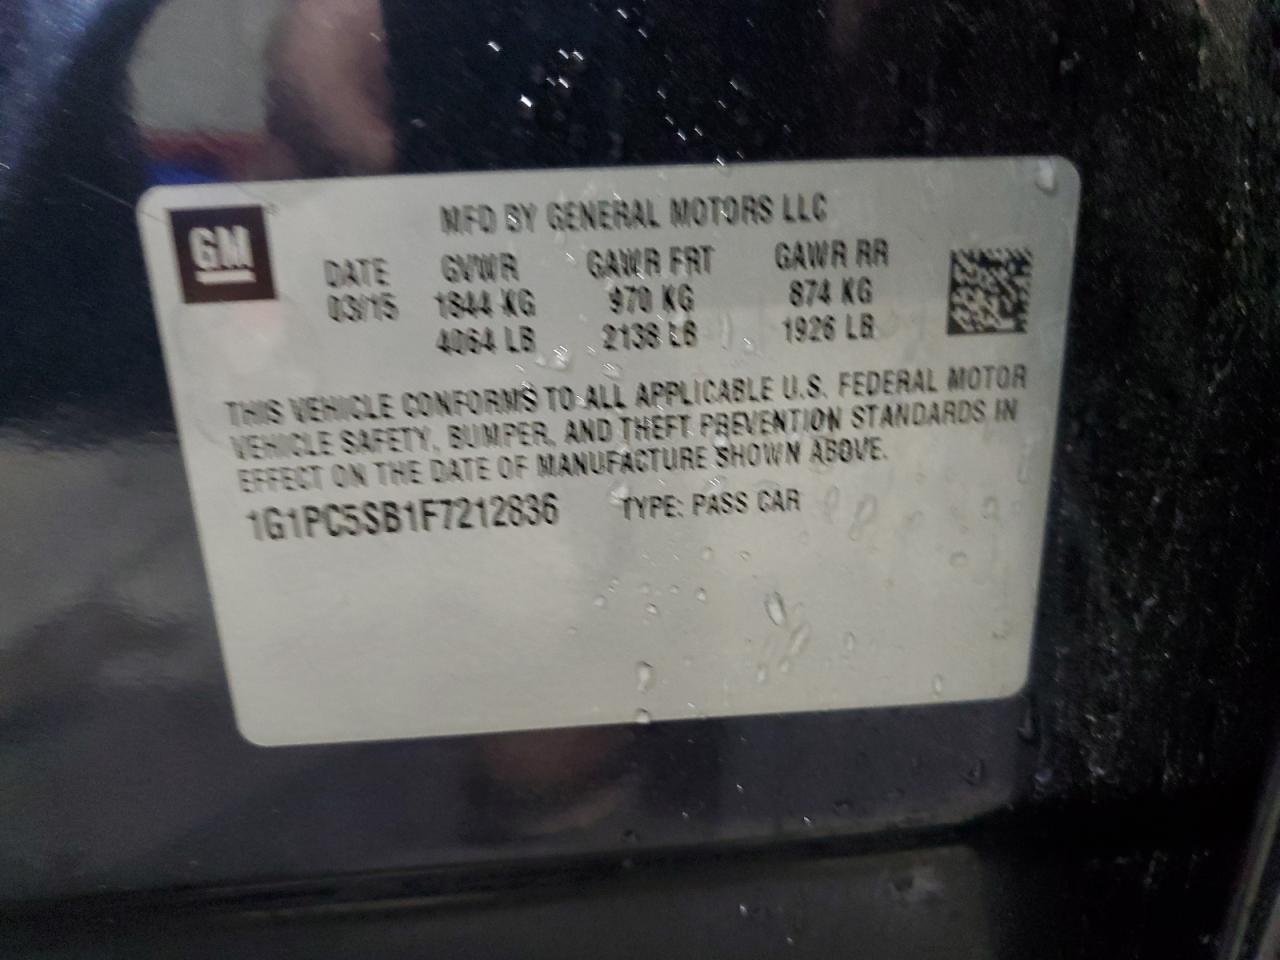 GM
MFD BY GENERAL MOTORS LLC
DATE GVWR GAWR FRT GAWR RR
03/15 1844 KG 970 KG 874 KG
4064 LB 2138 LB 1926 LB
THIS VEHICLE CONFORMS TO ALL APPLICABLE U.S. FEDERAL MOTOR
VEHICLE SAFETY, BUMPER, AND THEFT PREVENTION STANDARDS IN
EFFECT ON THE DATE OF MANUFACTURE SHOWN ABOVE.
1G1PC5SB1F7212836 TYPE: PASS CAR